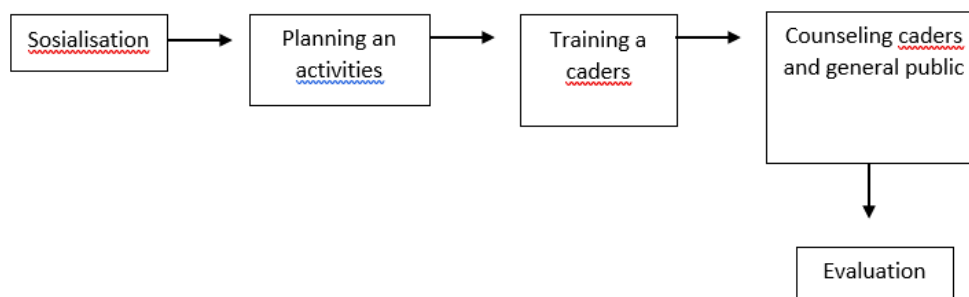 Sosialisation
Planning an
activities
Training a
caders
Counseling caders
and general public
Evaluation